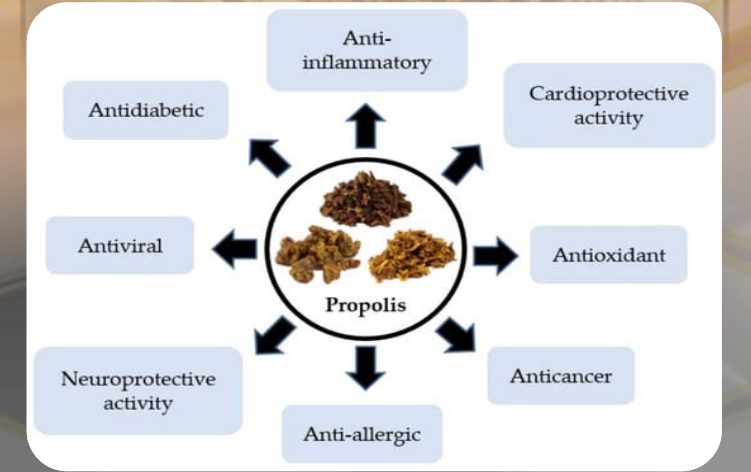 Anti-
inflammatory
Cardioprotective
activity
Antidiabetic
Antiviral
Antioxidant
Propolis
Neuroprotective
activity
Anticancer
Anti-allergic